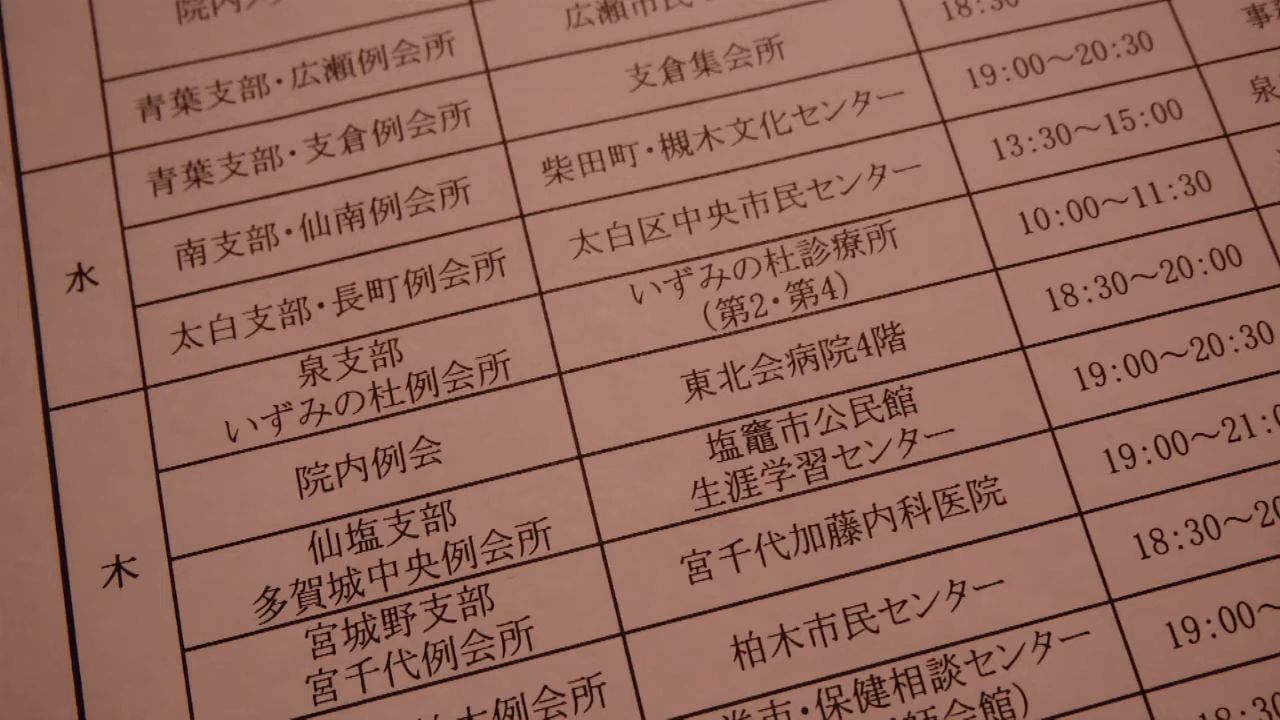 青葉支部・広瀬例会所
広瀬市民
青葉支部・支倉例会所
支倉集会所
18:30
水
南支部・仙南例会所
柴田町・槻木文化センター
19:00～20:30
太白支部・長町例会所
太白区中央市民センター
13:30～15:00
泉支部
いずみの杜例会所
いずみの杜診療所
(第2・第4)
10:00～11:30
泉
木
院内例会
東北会病院4階
18:30～20:00
仙塩支部
多賀城中央例会所
塩竈市公民館
生涯学習センター
19:00～20:30
宮城野支部
宮千代例会所
宮千代加藤内科医院
19:00～21:0
木例会所
柏木市民センター
18:30～20
市・保健相談センター
19:00～
18:30